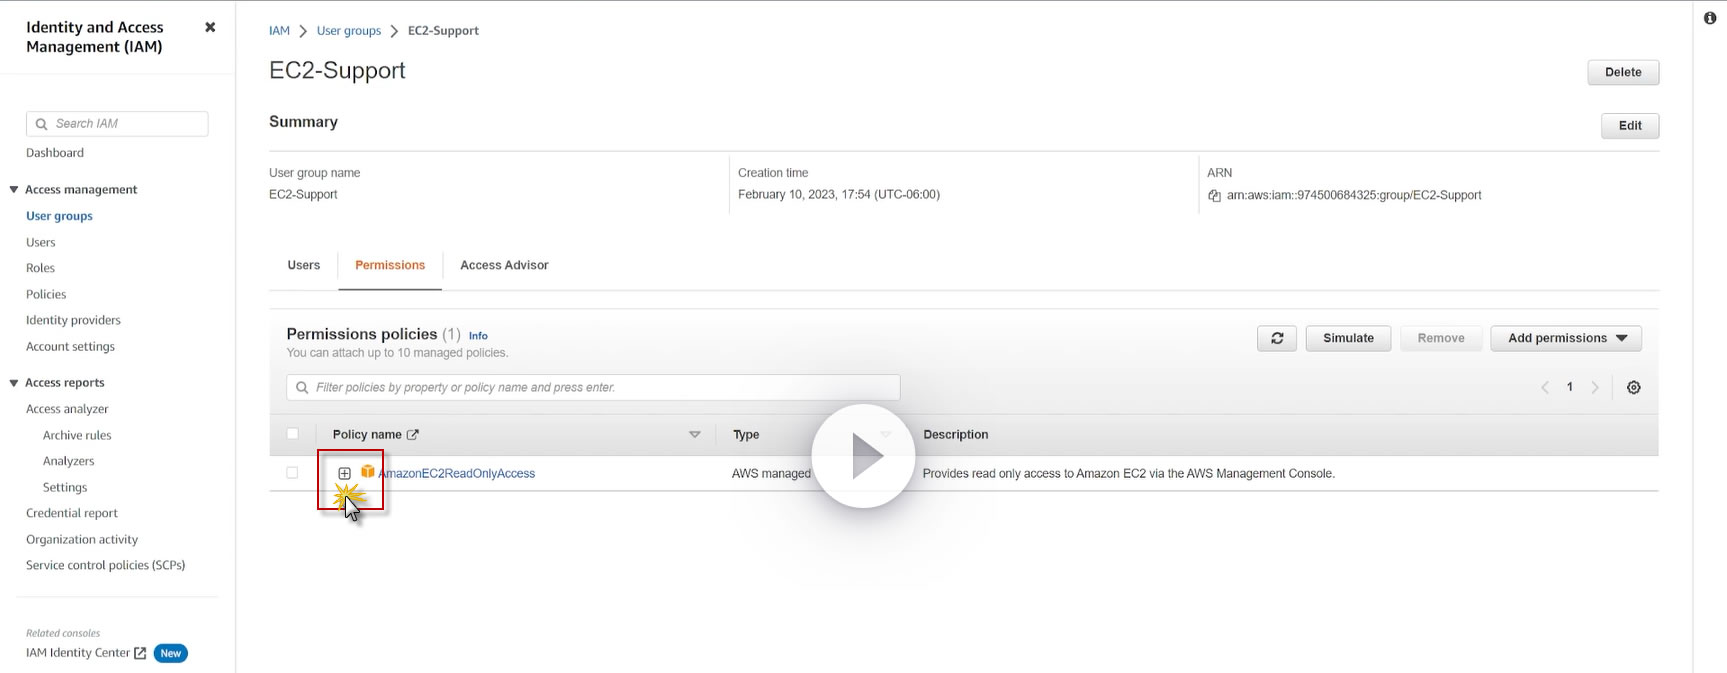 Identity and Access
Management (IAM)
Search IAM
Dashboard
Access management
User groups
Users
Roles
Policies
Identity providers
Account settings
Access reports
Access analyzer
Archive rules
Analyzers
Settings
Credential report
Organization activity
Service control policies (SCPs)
Related consoles
IAM Identity Center New
IAM User groups EC2-Support
EC2-Support
Delete
Summary
Edit
User group name
EC2-Support
Creation time
February 10, 2023, 17:54 (UTC-06:00)
ARN
arn:aws:iam::974500684325:group/EC2-Support
Users Permissions Access Advisor
Permissions policies (1) Info
You can attach up to 10 managed policies.
Simulate Remove Add permissions
Filter policies by property or policy name and press enter.
1
Policy name Type Description
AmazonEC2ReadOnlyAccess AWS managed Provides read only access to Amazon EC2 via the AWS Management Console.